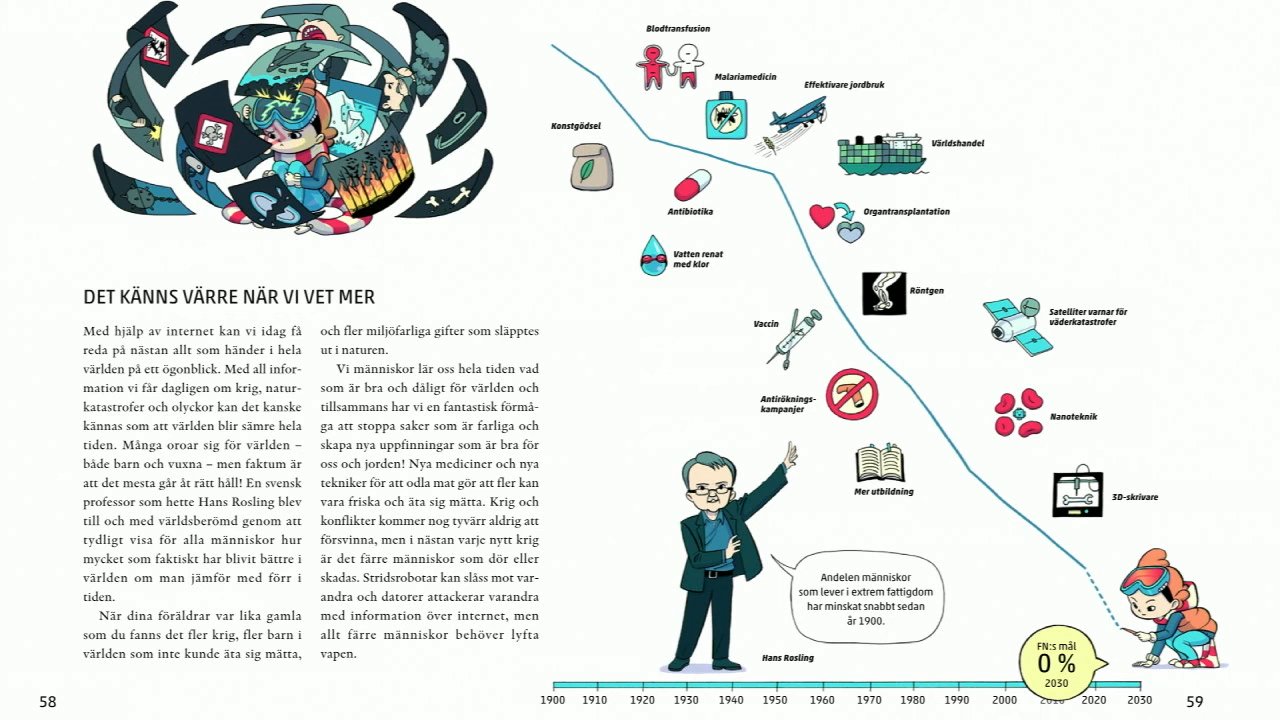 DET KÄNNS VÄRRE NÄR VI VET MER
Med hjälp av internet kan vi idag få
reda på nästan allt som händer i hela
världen på ett ögonblick. Med all infor-
mation vi får dagligen om krig, natur-
katastrofer och olyckor kan det kanske
kännas som att världen blir sämre hela
tiden. Många oroar sig för världen –
både barn och vuxna – men faktum är
att det mesta går åt rätt håll! En svensk
professor som hette Hans Rosling blev
till och med världsberömd genom att
tydligt visa för alla människor hur
mycket som faktiskt har blivit bättre i
världen om man jämför med förr i
tiden.
När dina föräldrar var lika gamla
som du fanns det fler krig, fler barn i
världen som inte kunde äta sig mätta,
och fler miljöfarliga gifter som släpptes
ut i naturen.
Vi människor lär oss hela tiden vad
som är bra och dåligt för världen och
tillsammans har vi en fantastisk förmå-
ga att stoppa saker som är farliga och
skapa nya uppfinningar som är bra för
oss och jorden! Nya mediciner och nya
tekniker för att odla mat gör att fler kan
vara friska och äta sig mätta. Krig och
konflikter kommer nog tyvärr aldrig att
försvinna, men i nästan varje nytt krig
är det färre människor som dör eller
skadas. Stridsrobotar kan slåss mot var-
andra och datorer attackerar varandra
med information över internet, men
allt färre människor behöver lyfta
vapen.
58
Blodtransfusion
Malariamedicin
Effektivare jordbruk
Konstgödsel
Världshandel
Antibiotika
Organtransplantation
Vatten renat
med klor
Röntgen
Vaccin
Satelliter varnar för
väderkatastrofer
Antiröknings-
kampanjer
Nanoteknik
Mer utbildning
3D-skrivare
Andelen människor
som lever i extrem fattigdom
har minskat snabbt sedan
år 1900.
Hans Rosling
FN:s mål
0 %
2030
1900 1910 1920 1930 1940 1950 1960 1970 1980 1990 2000 2010 2020 2030
59